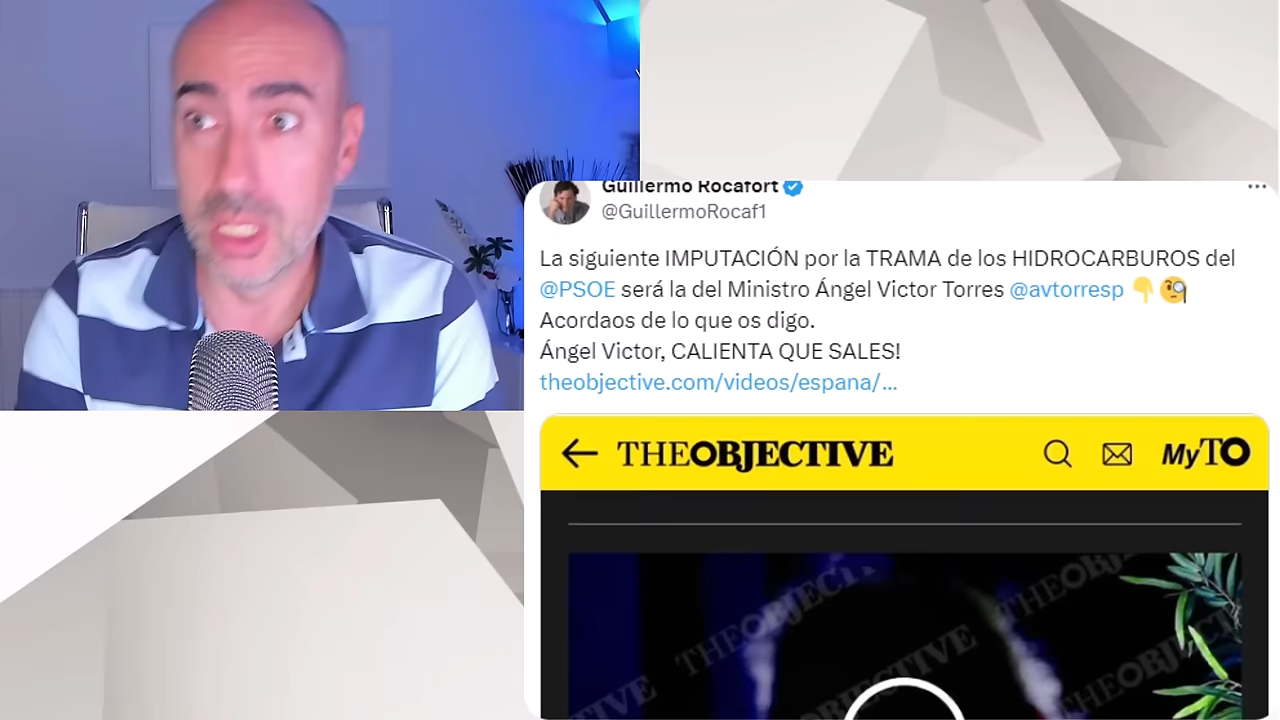 Guillermo Rocafort
@GuillermoRocaf1
La siguiente IMPUTACIÓN por la TRAMA de los HIDROCARBUROS del
@PSOE será la del Ministro Ángel Victor Torres @avtorresp 👇🧐
Acordaos de lo que os digo.
Ángel Victor, CALIENTA QUE SALES!
theobjective.com/videos/espana/…
THEOBJECTIVE
MyTO
THEOBJECTIVE
THEOBJECTIVE